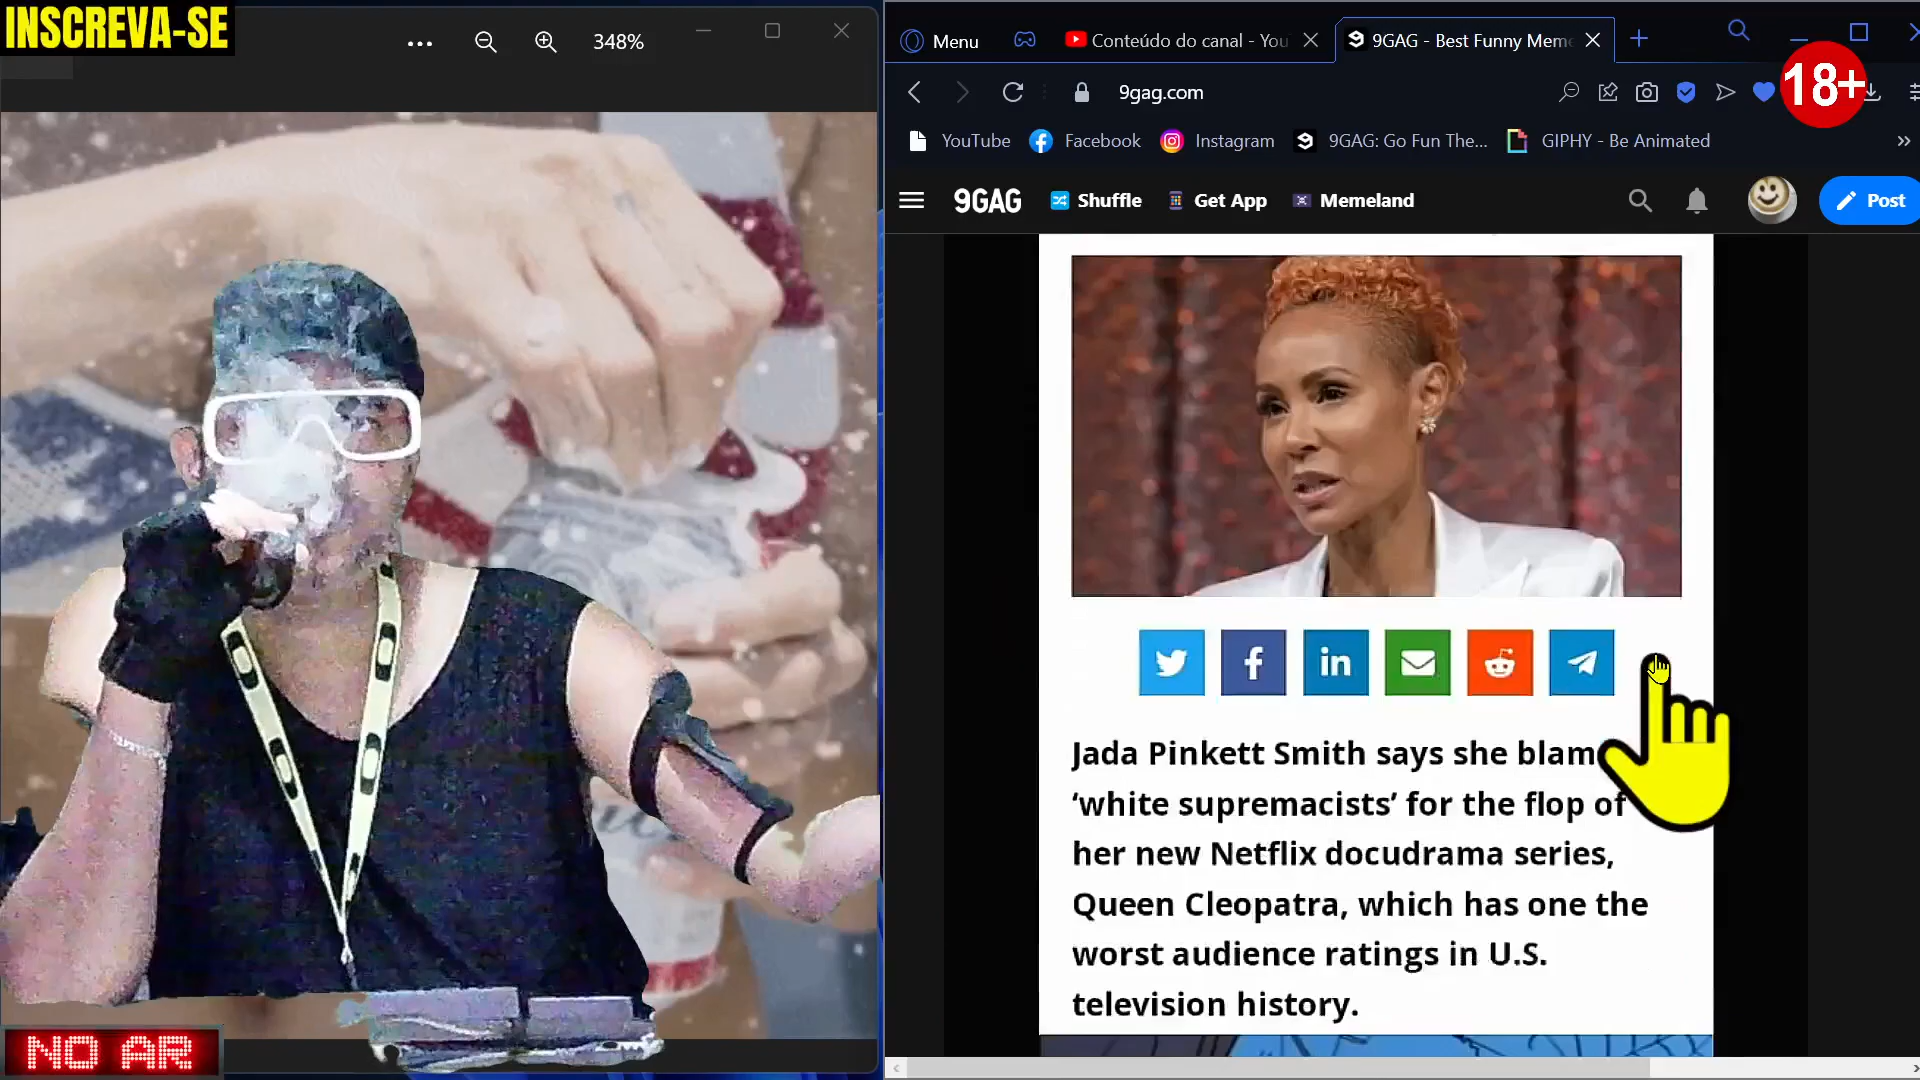 INSCREVA-SE
348%
Menu
Conteúdo do canal - You
9GAG - Best Funny Meme
9gag.com
18+
YouTube
Facebook
Instagram
9GAG: Go Fun The...
GIPHY - Be Animated
9GAG
Shuffle
Get App
Memeland
Post
Jada Pinkett Smith says she blam
‘white supremacists’ for the flop of
her new Netflix docudrama series,
Queen Cleopatra, which has one the
worst audience ratings in U.S.
television history.
NO AR